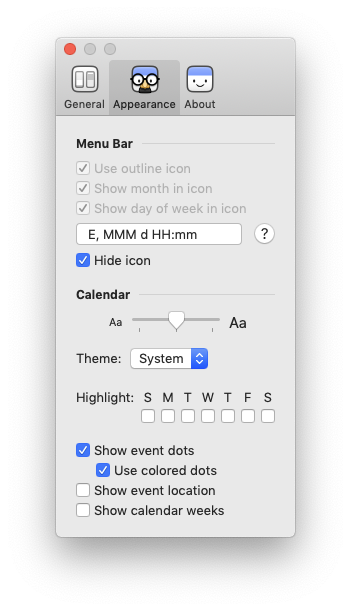 General Appearance About
Menu Bar
Use outline icon
Show month in icon
Show day of week in icon
E, MMM d HH:mm ?
Hide icon
Calendar
Aa Aa
Theme: System
Highlight: S M T W T F S
Show event dots
Use colored dots
Show event location
Show calendar weeks